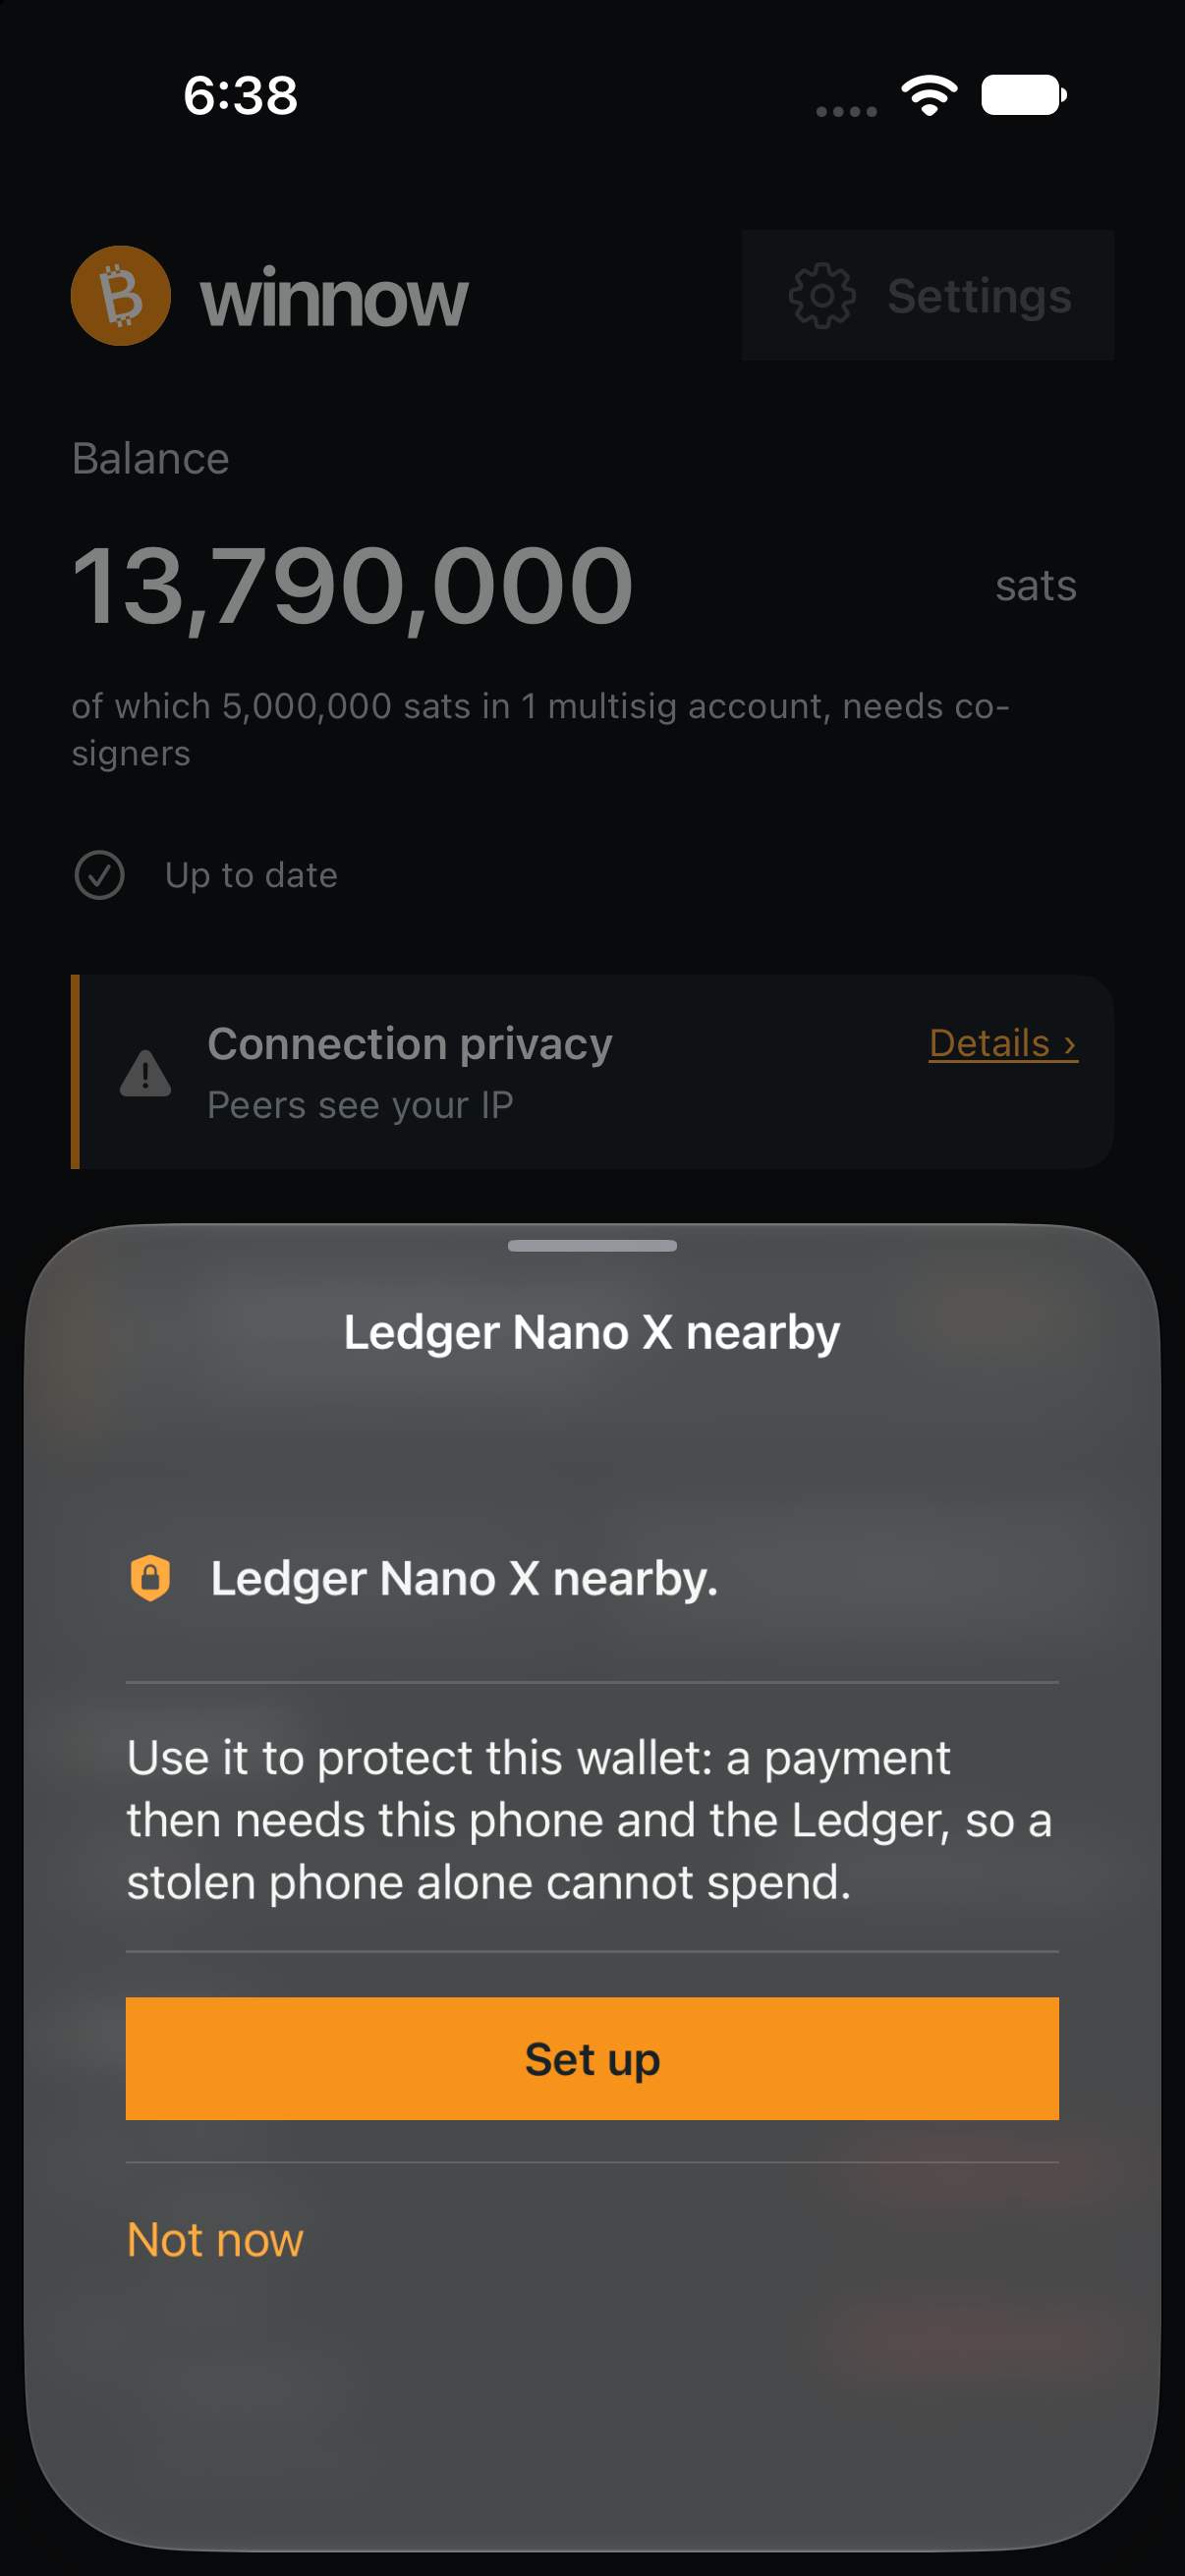 6:38
winnow
Settings
Balance
13,790,000 sats
of which 5,000,000 sats in 1 multisig account, needs co-
signers
Up to date
Connection privacy
Details ›
Peers see your IP
Ledger Nano X nearby
Ledger Nano X nearby.
Use it to protect this wallet: a payment
then needs this phone and the Ledger, so a
stolen phone alone cannot spend.
Set up
Not now